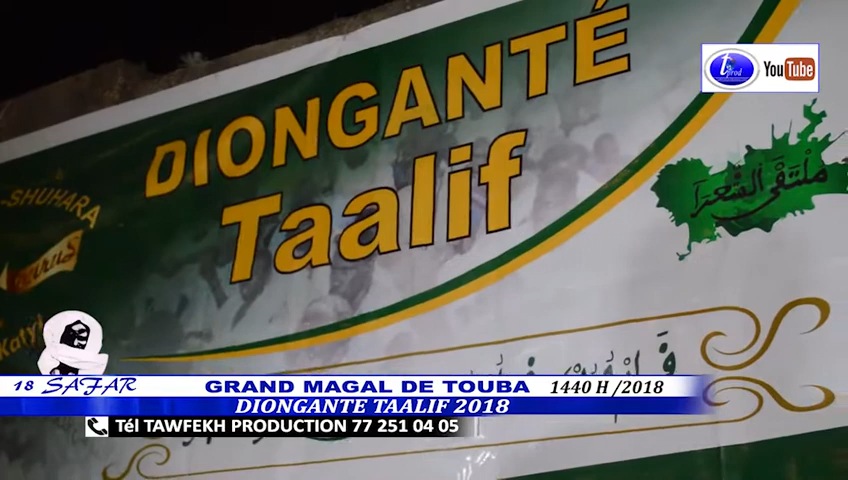 DIONGANTÉ
Taalif
-SHUHARA
Katyl
ملتقى الشعراء
YouTube
18 SAFAR
GRAND MAGAL DE TOUBA
1440 H /2018
DIONGANTE TAALIF 2018
Tél TAWFEKH PRODUCTION 77 251 04 05